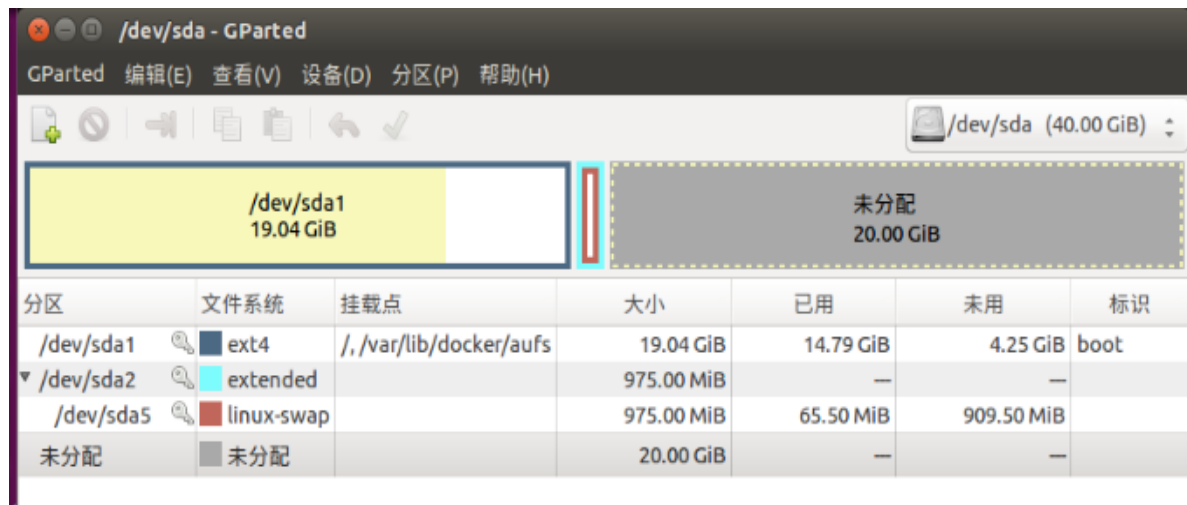 /dev/sda - GParted
GParted 编辑(E) 查看(V) 设备(D) 分区(P) 帮助(H)
/dev/sda (40.00 GiB)
/dev/sda1
19.04 GiB
未分配
20.00 GiB
分区 文件系统 挂载点 大小 已用 未用 标识
/dev/sda1 ext4 /, /var/lib/docker/aufs 19.04 GiB 14.79 GiB 4.25 GiB boot
/dev/sda2 extended 975.00 MiB — —
/dev/sda5 linux-swap 975.00 MiB 65.50 MiB 909.50 MiB
未分配 未分配 20.00 GiB — —